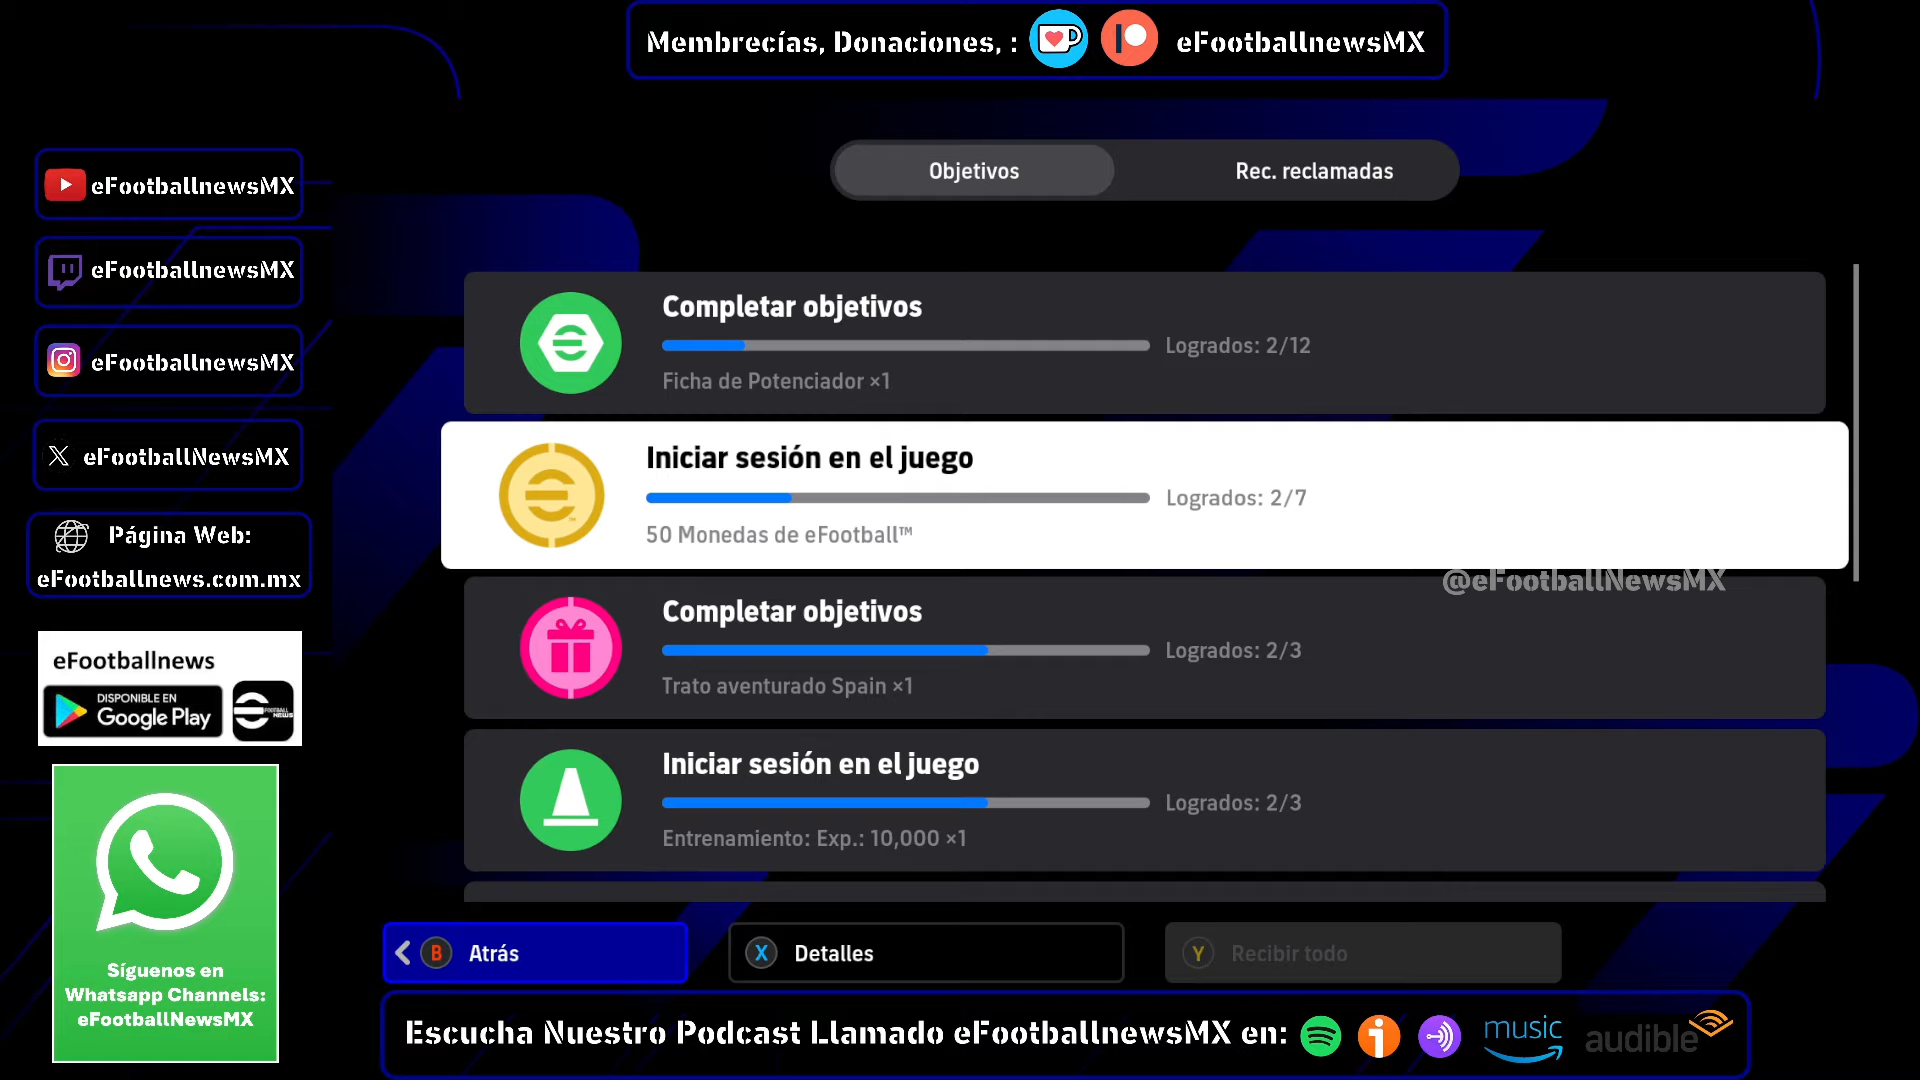 Membrecías, Donaciones, : eFootballnewsMX
Objetivos
Rec. reclamadas
eFootballnewsMX
eFootballnewsMX
eFootballnewsMX
eFootballNewsMX
Página Web:
eFootballnews.com.mx
eFootballnews
DISPONIBLE EN
Google Play
FOOTBALL
NEWS
Síguenos en
Whatsapp Channels:
eFootballNewsMX
Completar objetivos
Logrados: 2/12
Ficha de Potenciador ×1
Iniciar sesión en el juego
Logrados: 2/7
50 Monedas de eFootball™
@eFootballNewsMX
Completar objetivos
Logrados: 2/3
Trato aventurado Spain ×1
Iniciar sesión en el juego
Logrados: 2/3
Entrenamiento: Exp.: 10,000 ×1
B Atrás
X Detalles
Y Recibir todo
Escucha Nuestro Podcast Llamado eFootballnewsMX en:
music
audible